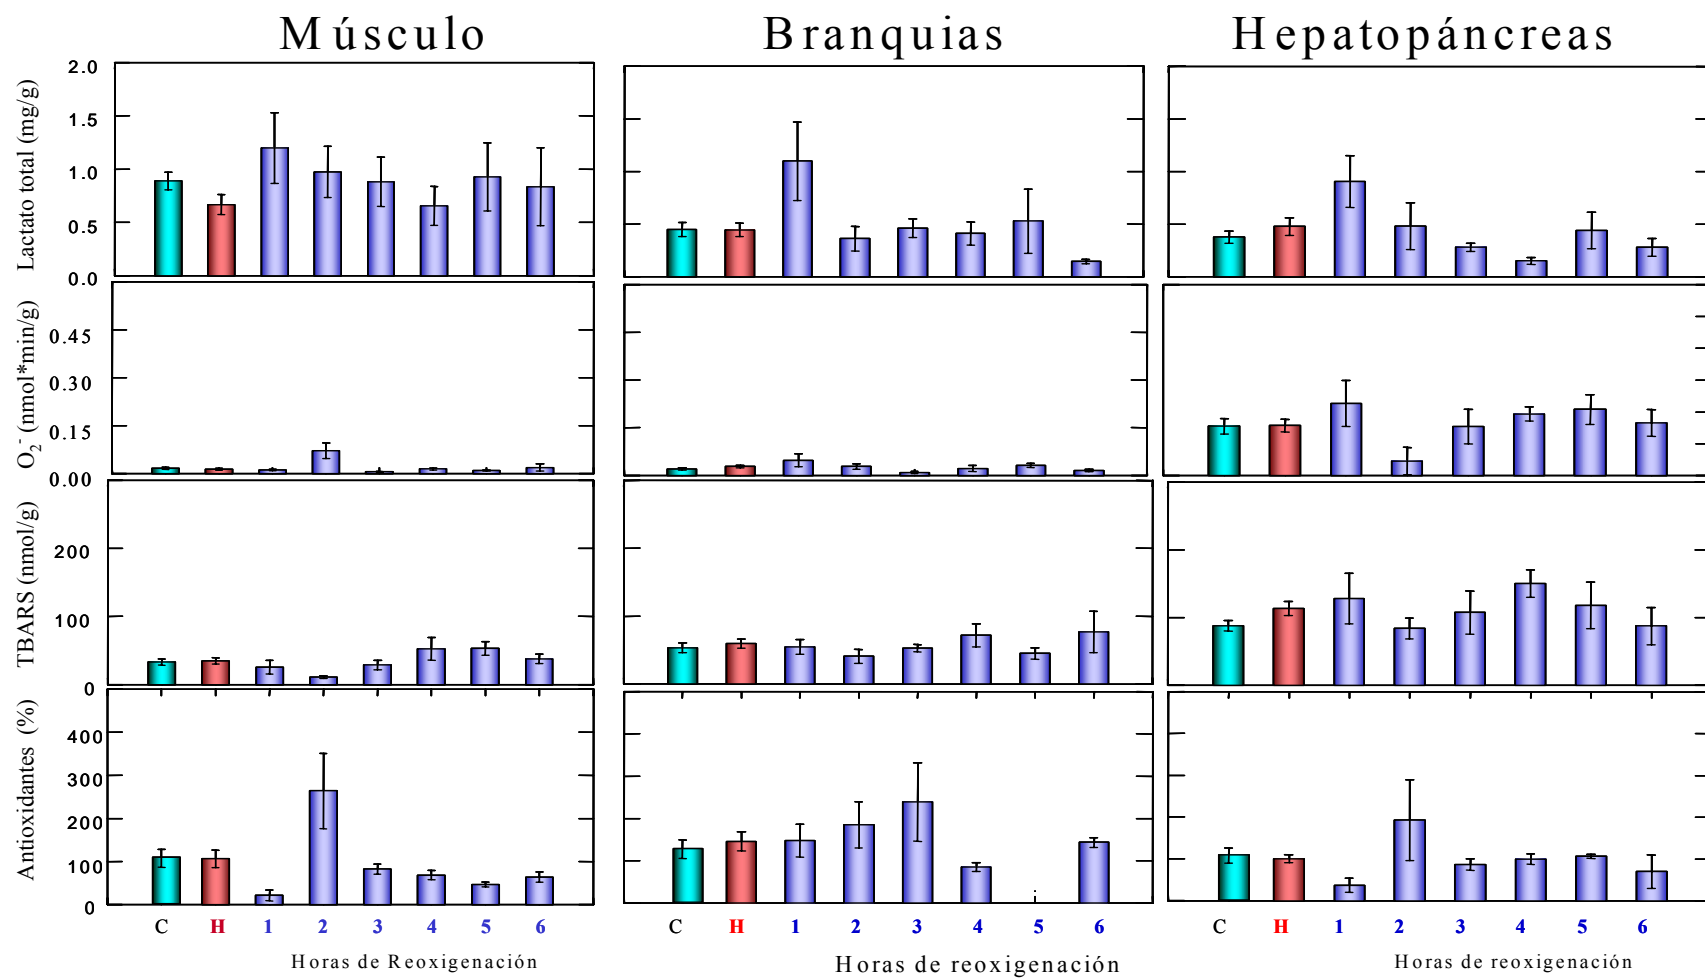 Músculo Branquias Hepatopáncreas
Lactato total (mg/g)
2.0
1.5
1.0
0.5
0.0
O₂⁻ (nmol*min/g)
0.45
0.30
0.15
0.00
TBARS (nmol/g)
200
100
0
Antioxidantes (%)
400
300
200
100
0
C H 1 2 3 4 5 6
C H 1 2 3 4 5 6
C H 1 2 3 4 5 6
Horas de Reoxigenación
Horas de reoxigenación
Horas de reoxigenación